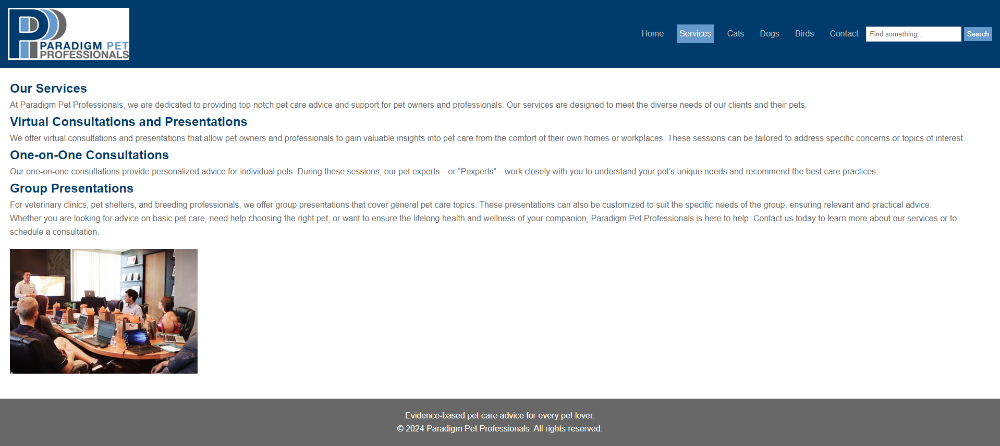 PARADIGM PET
PROFESSIONALS
Home Services Cats Dogs Birds Contact Find something... Search
Our Services
At Paradigm Pet Professionals, we are dedicated to providing top-notch pet care advice and support for pet owners and professionals. Our services are designed to meet the diverse needs of our clients and their pets.
Virtual Consultations and Presentations
We offer virtual consultations and presentations that allow pet owners and professionals to gain valuable insights into pet care from the comfort of their own homes or workplaces. These sessions can be tailored to address specific concerns or topics of interest.
One-on-One Consultations
Our one-on-one consultations provide personalized advice for individual pets. During these sessions, our pet experts—or “Pexperts”—work closely with you to understand your pet’s unique needs and recommend the best care practices.
Group Presentations
For veterinary clinics, pet shelters, and breeding professionals, we offer group presentations that cover general pet care topics. These presentations can also be customized to suit the specific needs of the group, ensuring relevant and practical advice.
Whether you are looking for advice on basic pet care, need help choosing the right pet, or want to ensure the lifelong health and wellness of your companion, Paradigm Pet Professionals is here to help. Contact us today to learn more about our services or to
schedule a consultation.
Evidence-based pet care advice for every pet lover.
© 2024 Paradigm Pet Professionals. All rights reserved.